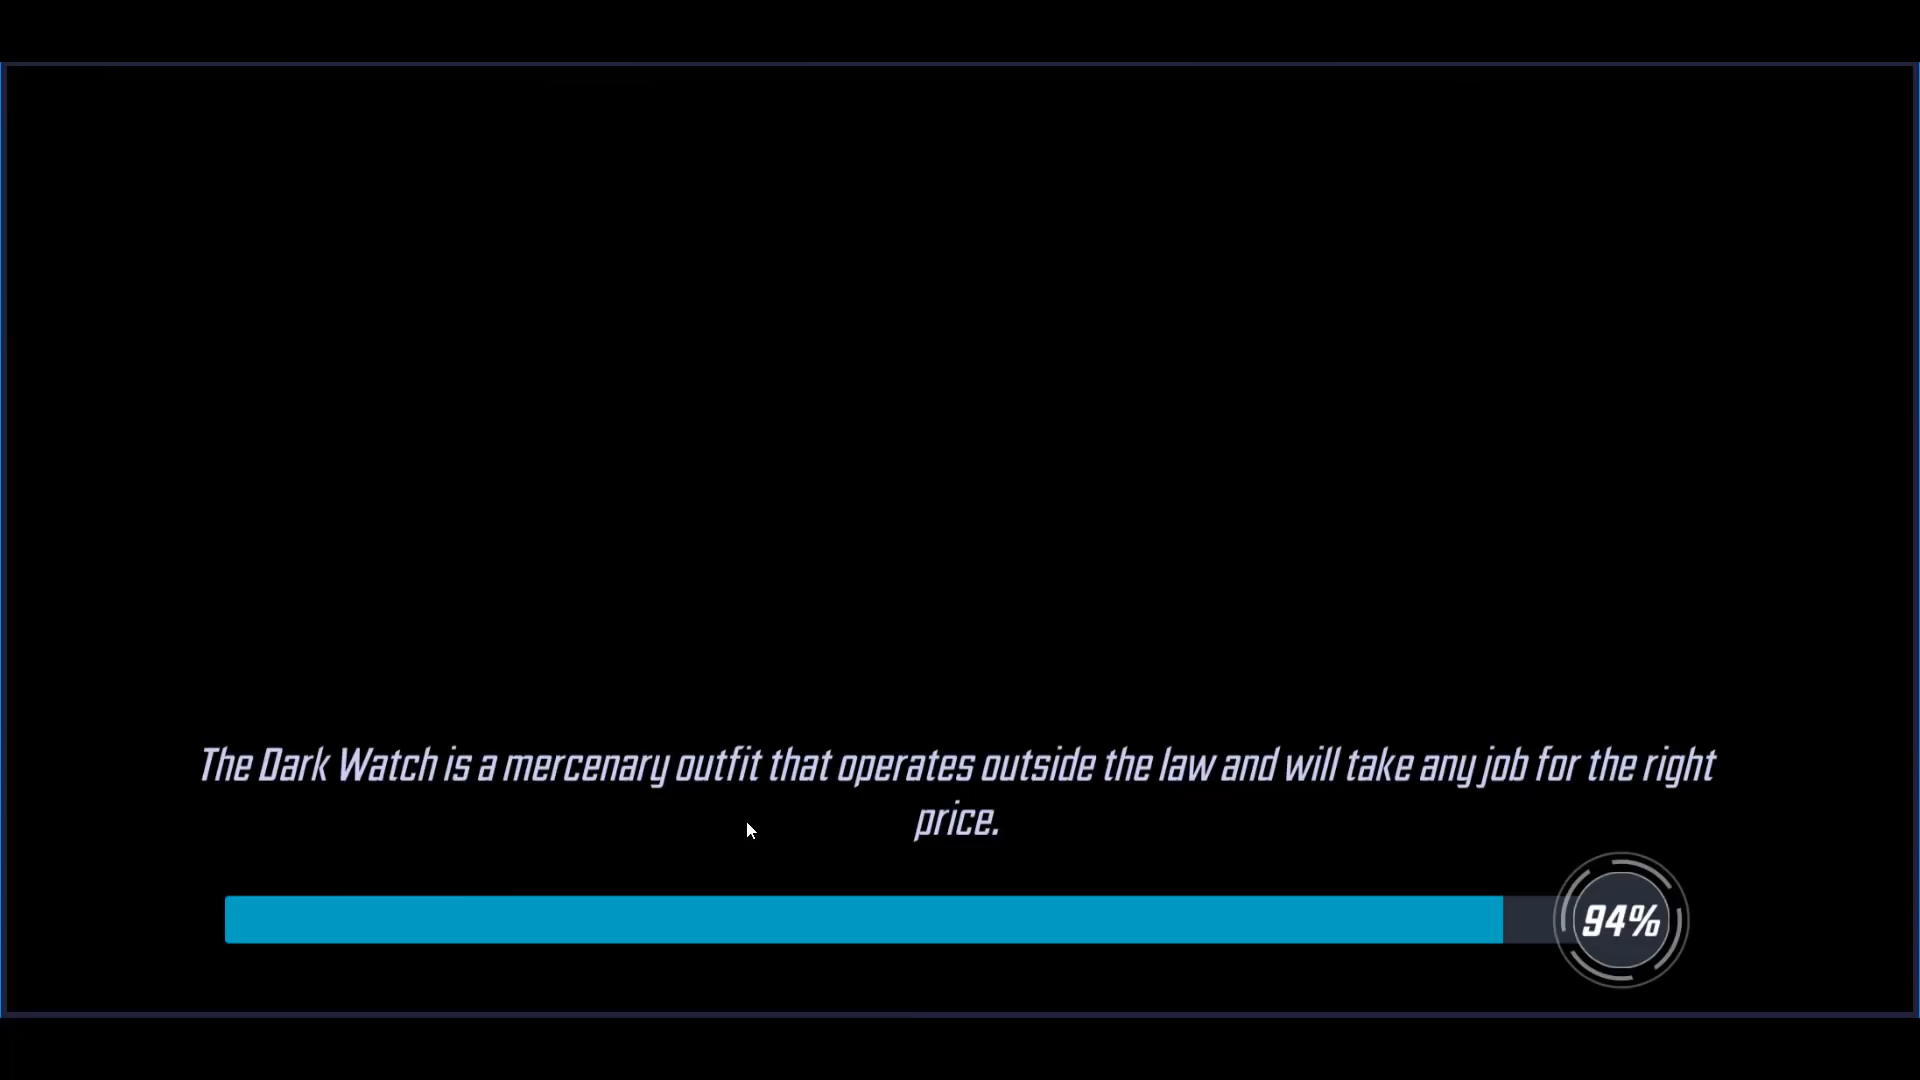 The Dark Watch is a mercenary outfit that operates outside the law and will take any job for the right
price.
94%